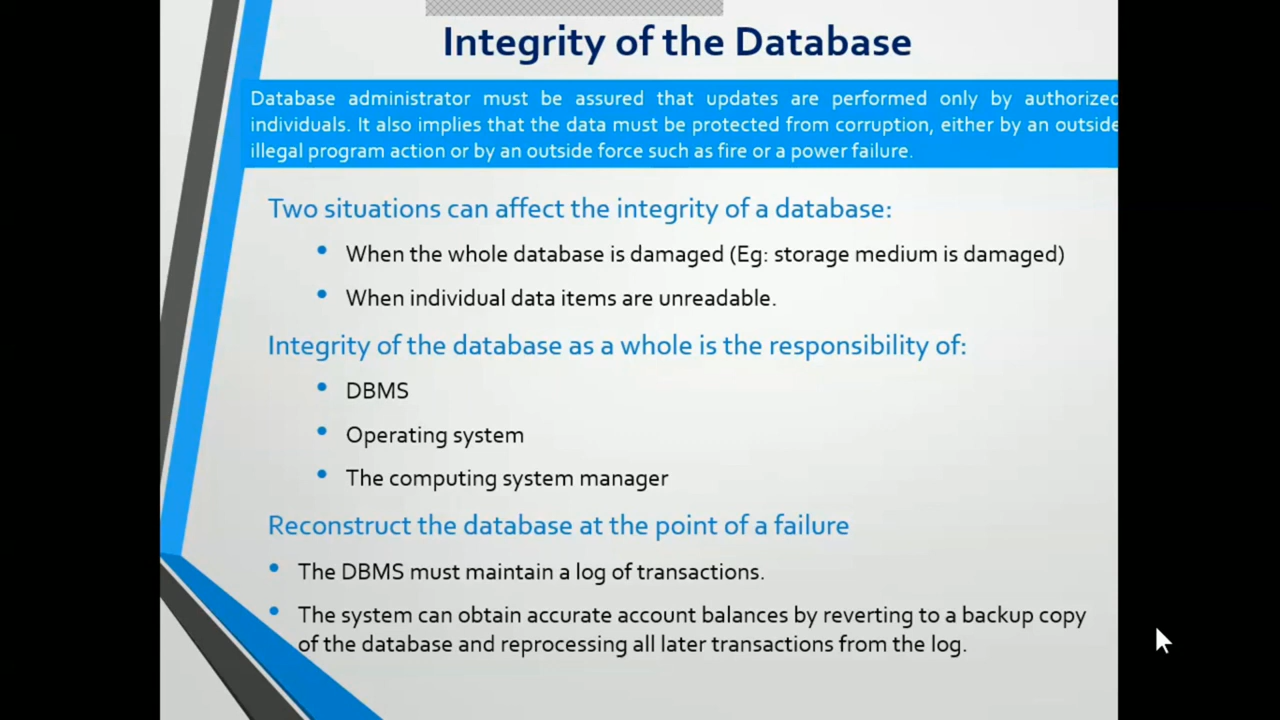 Integrity of the Database
Database administrator must be assured that updates are performed only by authorized
individuals. It also implies that the data must be protected from corruption, either by an outside
illegal program action or by an outside force such as fire or a power failure.
Two situations can affect the integrity of a database:
• When the whole database is damaged (Eg: storage medium is damaged)
• When individual data items are unreadable.
Integrity of the database as a whole is the responsibility of:
• DBMS
• Operating system
• The computing system manager
Reconstruct the database at the point of a failure
• The DBMS must maintain a log of transactions.
• The system can obtain accurate account balances by reverting to a backup copy
of the database and reprocessing all later transactions from the log.